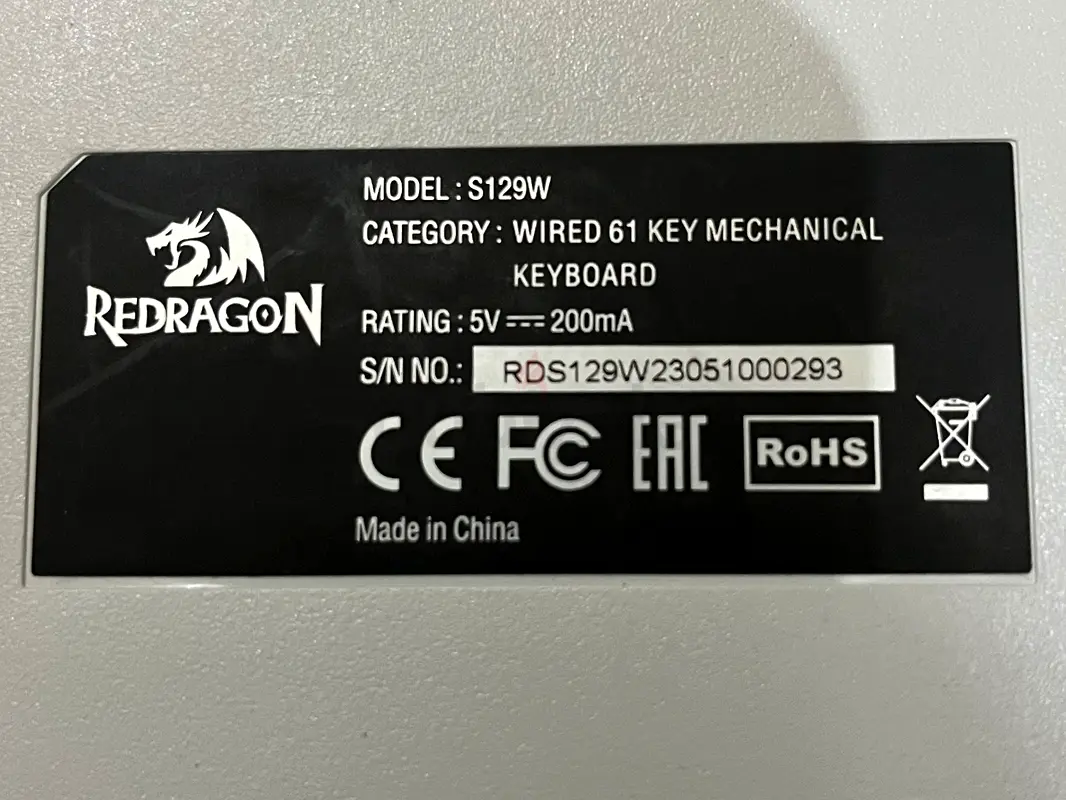 REDRAGON
MODEL : S129W
CATEGORY : WIRED 61 KEY MECHANICAL
KEYBOARD
RATING : 5V ⎓ 200mA
S/N NO.: RDS129W23051000293
CE FC EAC RoHS
Made in China